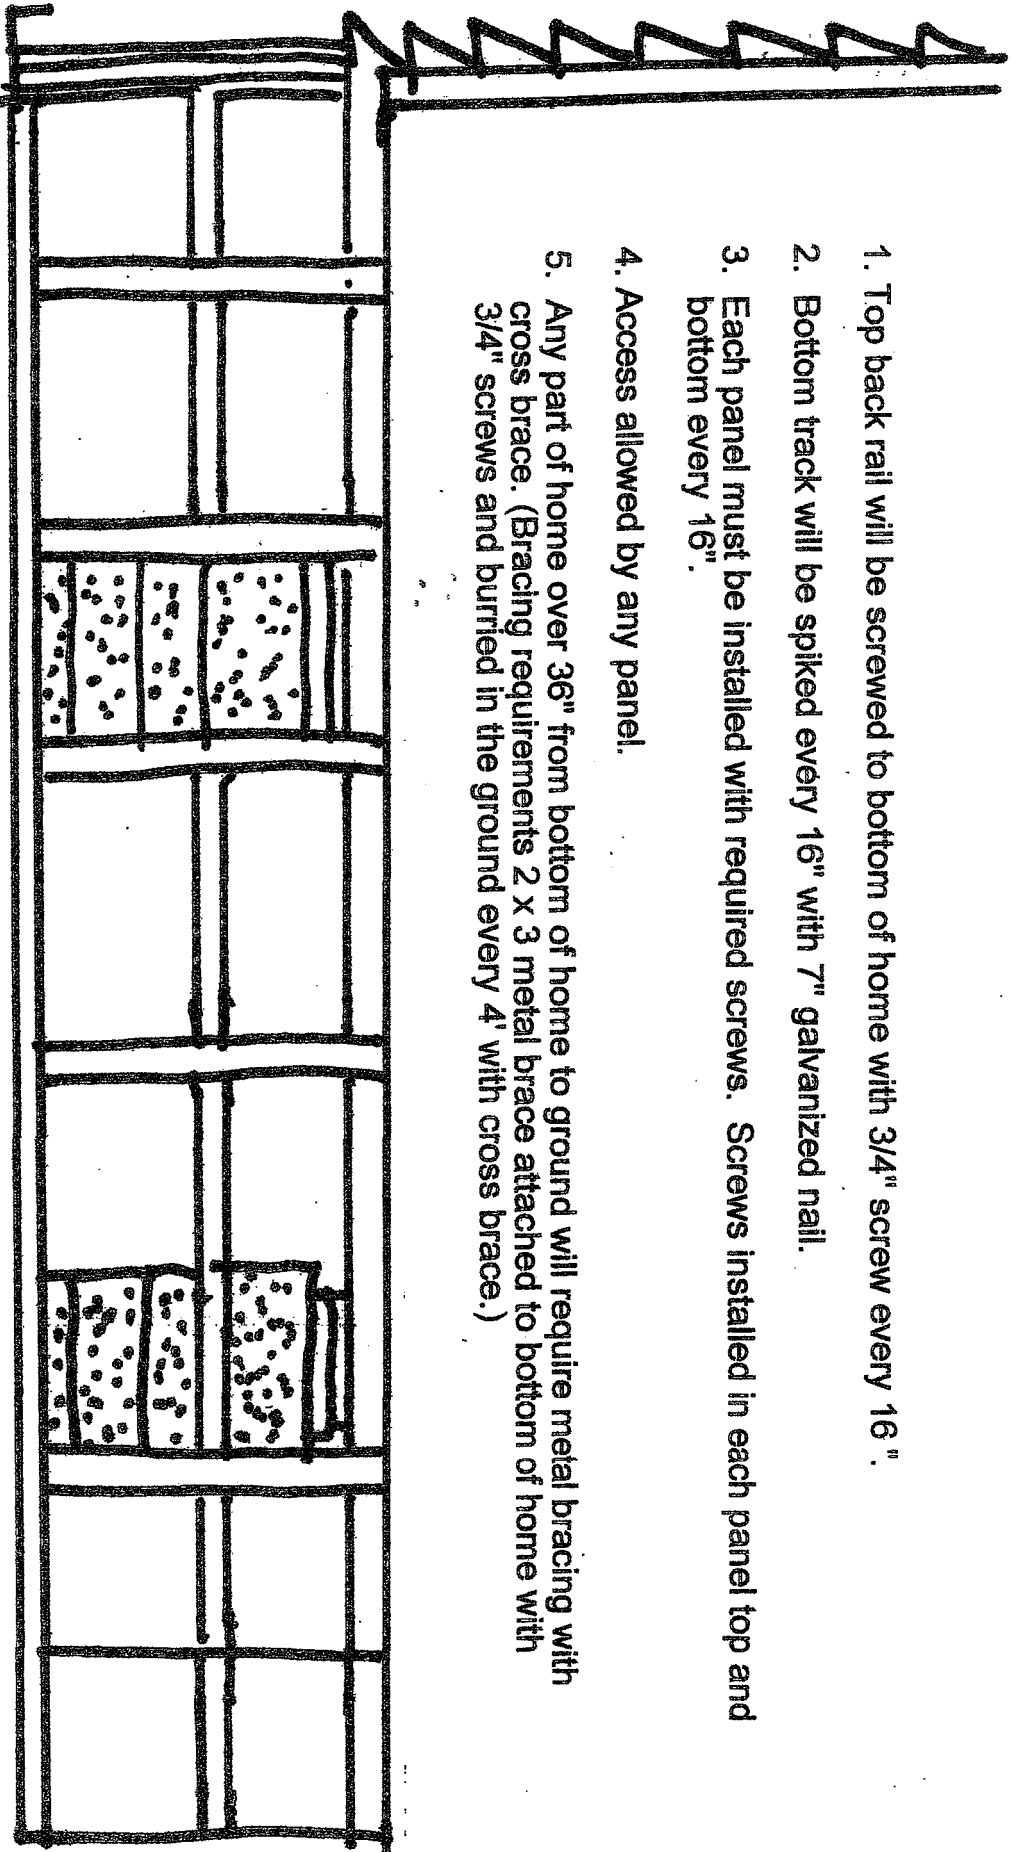 1. Top back rail will be screwed to bottom of home with 3/4" screw every 16".
2. Bottom track will be spiked every 16" with 7" galvanized nail.
3. Each panel must be installed with required screws. Screws installed in each panel top and
bottom every 16".
4. Access allowed by any panel.
5. Any part of home over 36" from bottom of home to ground will require metal bracing with
cross brace. (Bracing requirements 2 x 3 metal brace attached to bottom of home with
3/4" screws and burried in the ground every 4' with cross brace.)